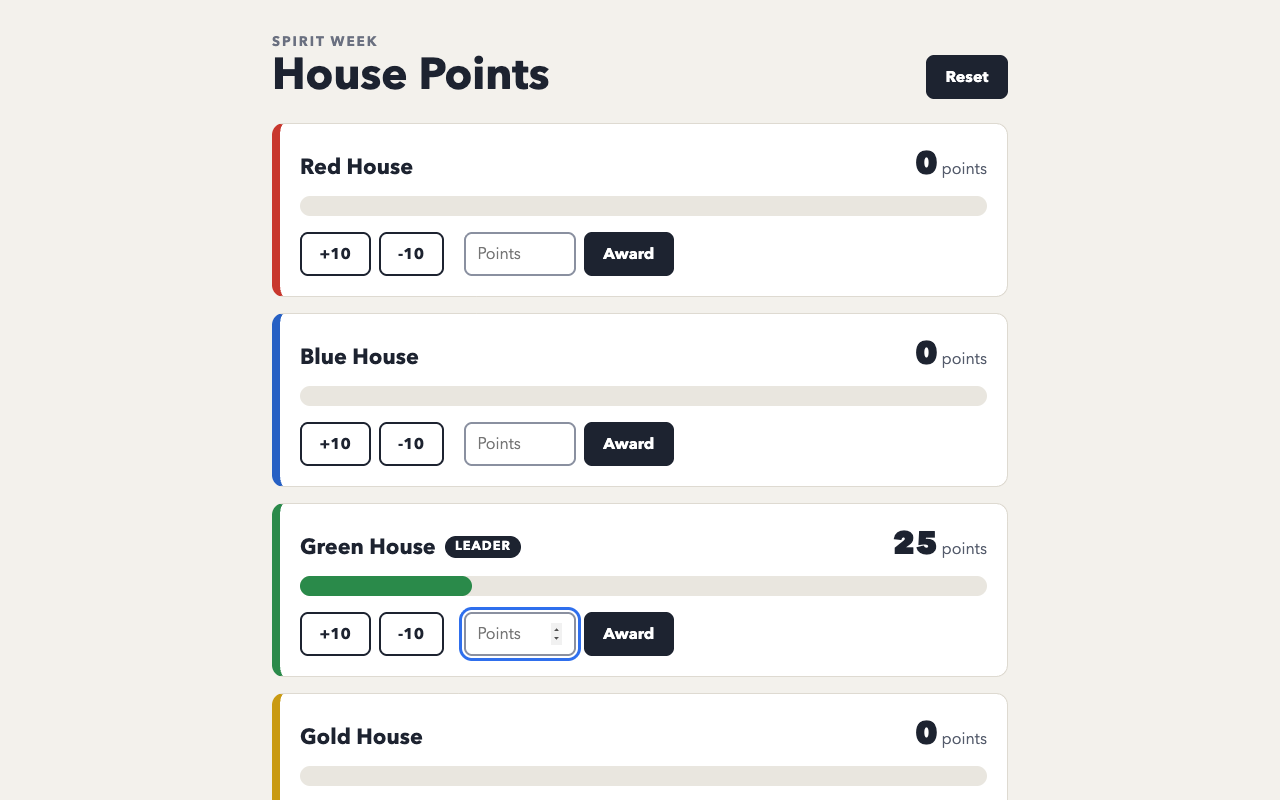 SPIRIT WEEK
House Points
Reset
Red House
0 points
+10 -10 Points Award
Blue House
0 points
+10 -10 Points Award
Green House LEADER
25 points
+10 -10 Points Award
Gold House
0 points